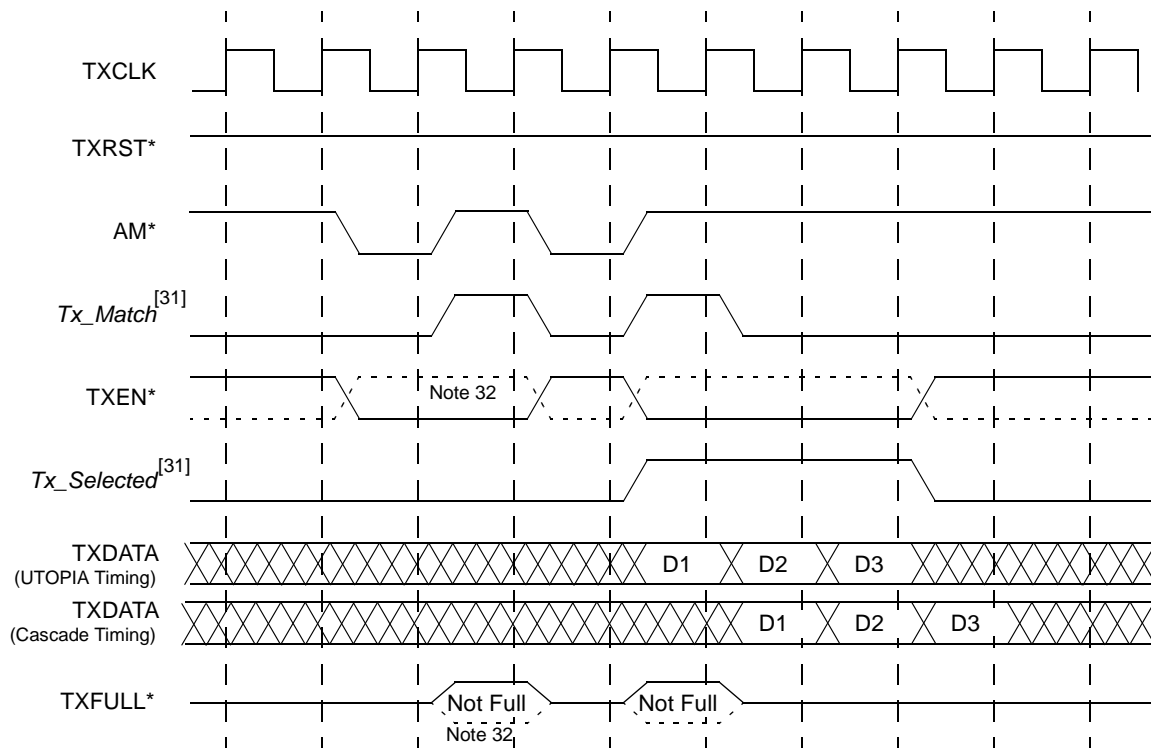 TXCLK
TXRST*
AM*
Tx_Match[31]
TXEN*
Note 32
Tx_Selected[31]
TXDATA
(UTOPIA Timing)
D1 D2 D3
TXDATA
(Cascade Timing)
D1 D2 D3
TXFULL*
Not Full Not Full
Note 32